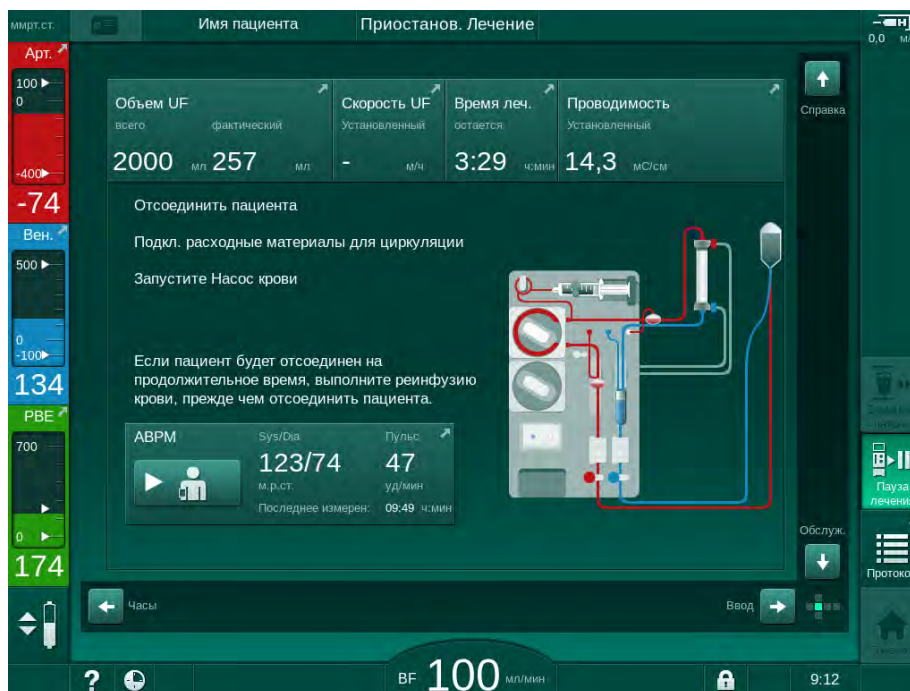 ммрт.ст.
Имя пациента
Приостанов. Лечение
0,0
Арт.
100
0
-400
-74
Вен.
500
0
-100
134
PBE
700
0
174
Объем UF
всего фактический
2000 мл 257 мл
Скорость UF
Установленный
- м/ч
Время леч.
остается
3:29 ч:мин
Проводимость
Установленный
14,3 мС/см
Отсоединить пациента
Подкл. расходные материалы для циркуляции
Запустите Насос крови
Если пациент будет отсоединен на
продолжительное время, выполните реинфузию
крови, прежде чем отсоединить пациента.
ABPM
Sys/Dia Пульс
123/74 47
м.р.ст. уд/мин
Последнее измерен: 09:49 ч:мин
Справка
Обслуж.
Пауза
лечени
Протоко
Часы
Ввод
? BF 100 мл/мин 9:12